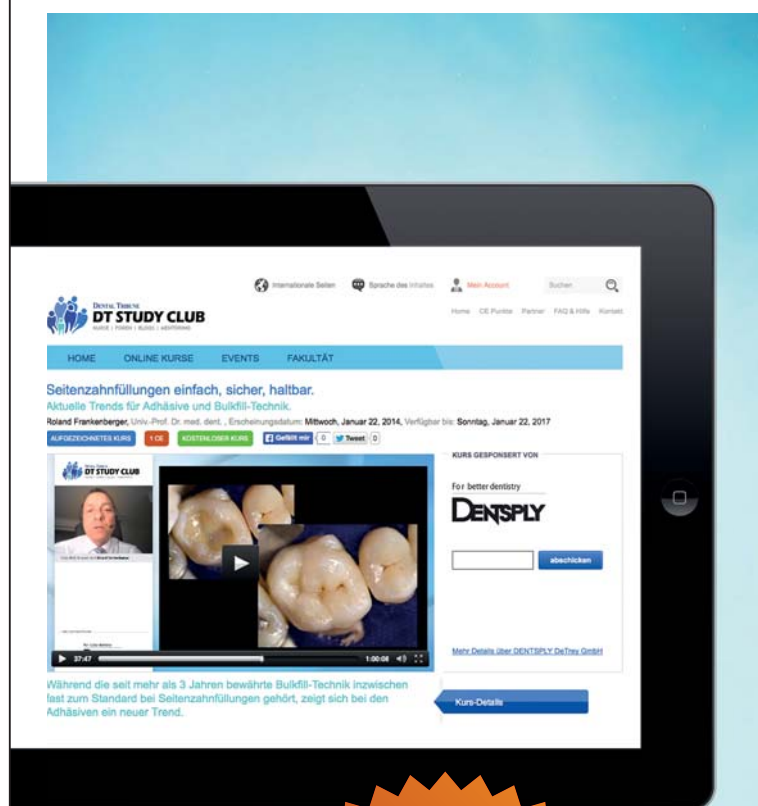 Internationale Seiten Sprache des Inhaltes Mein Account Suchen
DENTAL TRIBUNE
DT STUDY CLUB
KURSE | FOREN | BLOGS | MENTORING
Home CE Punkte Partner FAQ & Hilfe Kontakt
HOME ONLINE KURSE EVENTS FAKULTÄT
Seitenzahnfüllungen einfach, sicher, haltbar.
Aktuelle Trends für Adhäsive und Bulkfill-Technik.
Roland Frankenberger, Univ.-Prof. Dr. med. dent. , Erscheinungsdatum: Mittwoch, Januar 22, 2014, Verfügbar bis: Sonntag, Januar 22, 2017
AUFGEZEICHNETES KURS 1 CE KOSTENLOSER KURS Gefällt mir 0 Tweet 0
DENTAL TRIBUNE
DT STUDY CLUB
KURS GESPONSERT VON
For better dentistry
DENTSPLY
abschicken
37:47 1:00:08
Mehr Details über DENTSPLY DeTrey GmbH
Während die seit mehr als 3 Jahren bewährte Bulkfill-Technik inzwischen
fast zum Standard bei Seitenzahnfüllungen gehört, zeigt sich bei den
Adhäsiven ein neuer Trend.
Kurs-Details